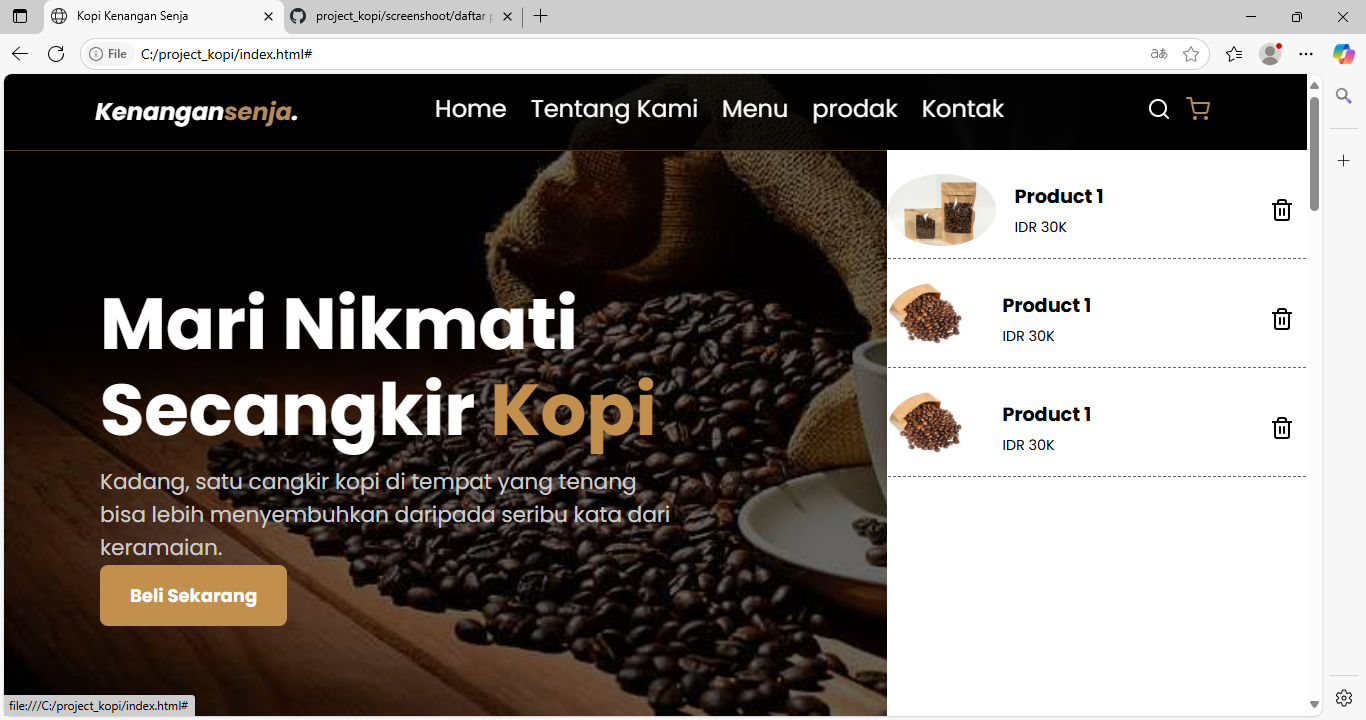 Kopi Kenangan Senja
project_kopi/screenshoot/daftar
File
C:/project_kopi/index.html#
Kenangansenja.
Home
Tentang Kami
Menu
prodak
Kontak
Mari Nikmati
Secangkir Kopi
Kadang, satu cangkir kopi di tempat yang tenang
bisa lebih menyembuhkan daripada seribu kata dari
keramaian.
Beli Sekarang
Product 1
IDR 30K
Product 1
IDR 30K
Product 1
IDR 30K
file:///C:/project_kopi/index.html#